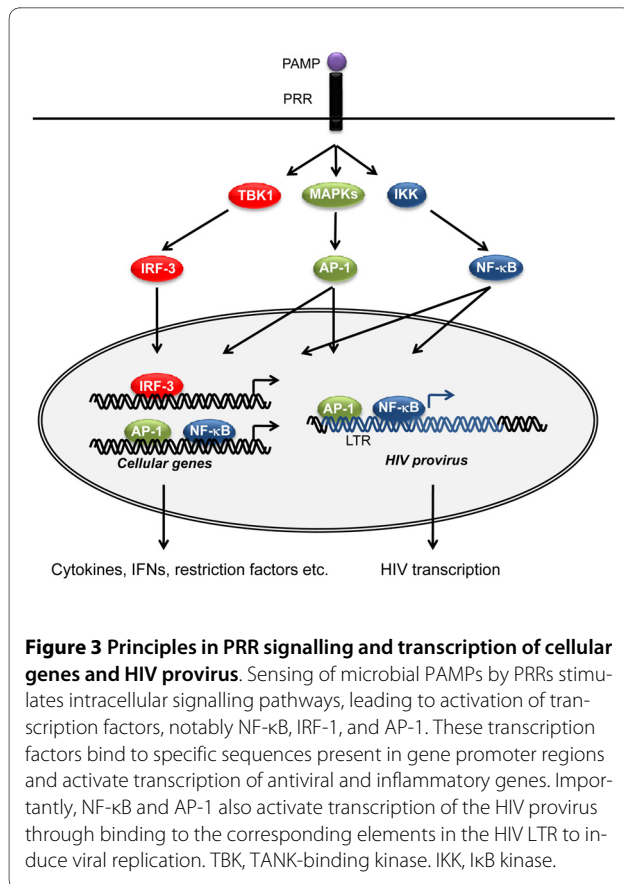 PAMP
PRR
TBK1 MAPKs IKK
IRF-3 AP-1 NF-κB
IRF-3
AP-1 NF-κB
Cellular genes
AP-1 NF-κB
LTR
HIV provirus
Cytokines, IFNs, restriction factors etc. HIV transcription
Figure 3 Principles in PRR signalling and transcription of cellular
genes and HIV provirus. Sensing of microbial PAMPs by PRRs stimu-
lates intracellular signalling pathways, leading to activation of tran-
scription factors, notably NF-κB, IRF-1, and AP-1. These transcription
factors bind to specific sequences present in gene promoter regions
and activate transcription of antiviral and inflammatory genes. Impor-
tantly, NF-κB and AP-1 also activate transcription of the HIV provirus
through binding to the corresponding elements in the HIV LTR to in-
duce viral replication. TBK, TANK-binding kinase. IKK, IκB kinase.